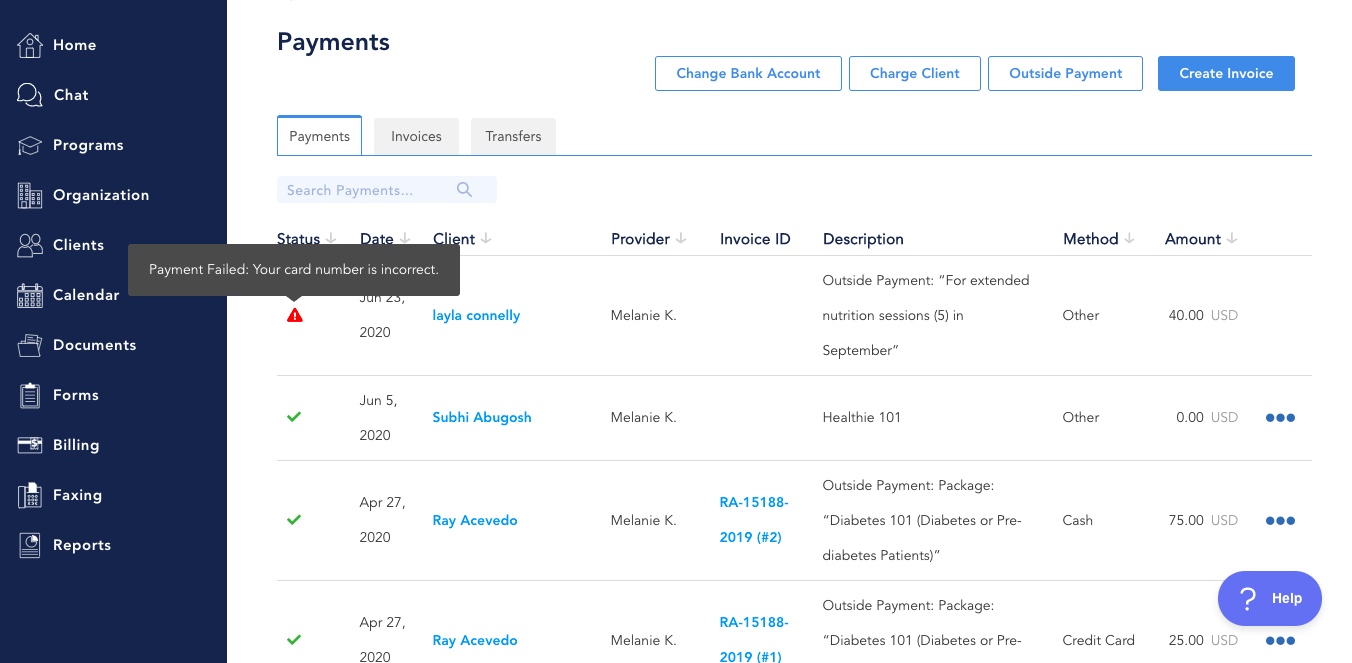 Home
Chat
Programs
Organization
Clients
Calendar
Documents
Forms
Billing
Faxing
Reports
Payments
Change Bank Account
Charge Client
Outside Payment
Create Invoice
Payments
Invoices
Transfers
Search Payments...
Status Date Client Provider Invoice ID Description Method Amount
Payment Failed: Your card number is incorrect.
Jun 23,
2020
layla connelly
Melanie K.
Outside Payment: “For extended
nutrition sessions (5) in
September”
Other
40.00 USD
Jun 5,
2020
Subhi Abugosh
Melanie K.
Healthie 101
Other
0.00 USD
Apr 27,
2020
Ray Acevedo
Melanie K.
RA-15188-
2019 (#2)
Outside Payment: Package:
“Diabetes 101 (Diabetes or Pre-
diabetes Patients)”
Cash
75.00 USD
Apr 27,
2020
Ray Acevedo
Melanie K.
RA-15188-
2019 (#1)
Outside Payment: Package:
“Diabetes 101 (Diabetes or Pre-
Credit Card
25.00 USD
? Help